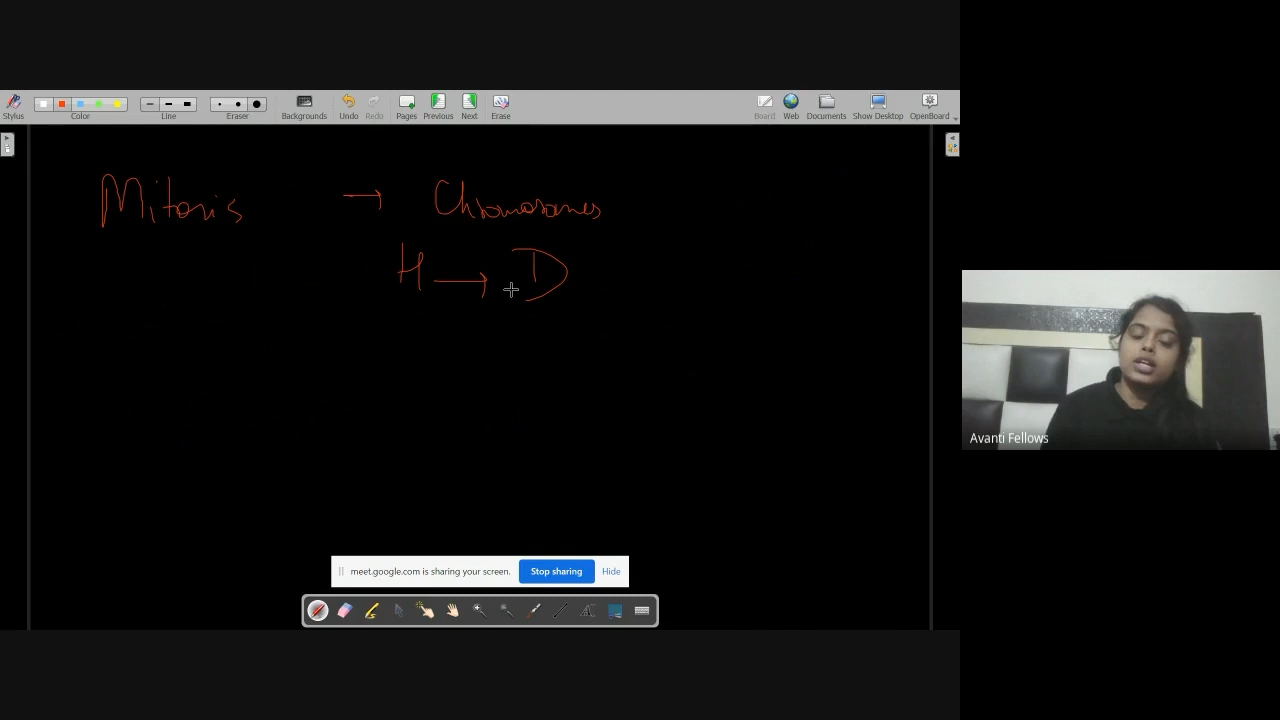 Stylus
Color
Line
Eraser
Backgrounds
Undo
Redo
Pages
Previous
Next
Erase
Board
Web
Documents
Show Desktop
OpenBoard
Mitosis → Chromosomes
H → D
Avanti Fellows
meet.google.com is sharing your screen.
Stop sharing
Hide